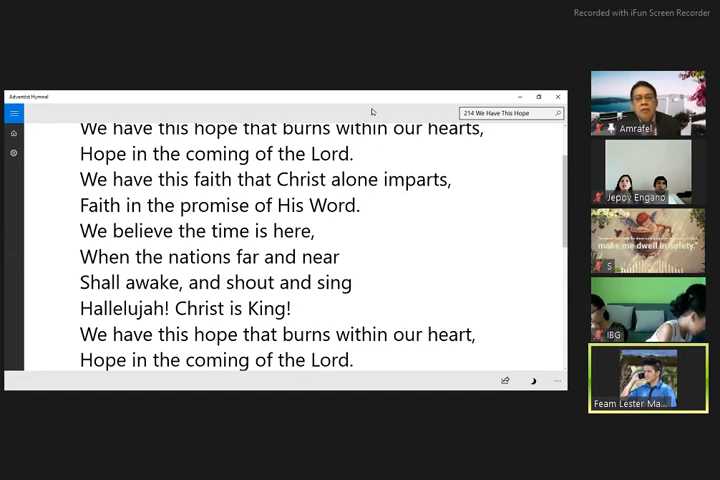 Recorded with iFun Screen Recorder
Adventist Hymnal
214 We Have This Hope
We have this hope that burns within our hearts,
Hope in the coming of the Lord.
We have this faith that Christ alone imparts,
Faith in the promise of His Word.
We believe the time is here,
When the nations far and near
Shall awake, and shout and sing
Hallelujah! Christ is King!
We have this hope that burns within our heart,
Hope in the coming of the Lord.
Amrafel
Jeppy Engano
make me dwell in safety."
S
IBG
Feam Lester Ma...